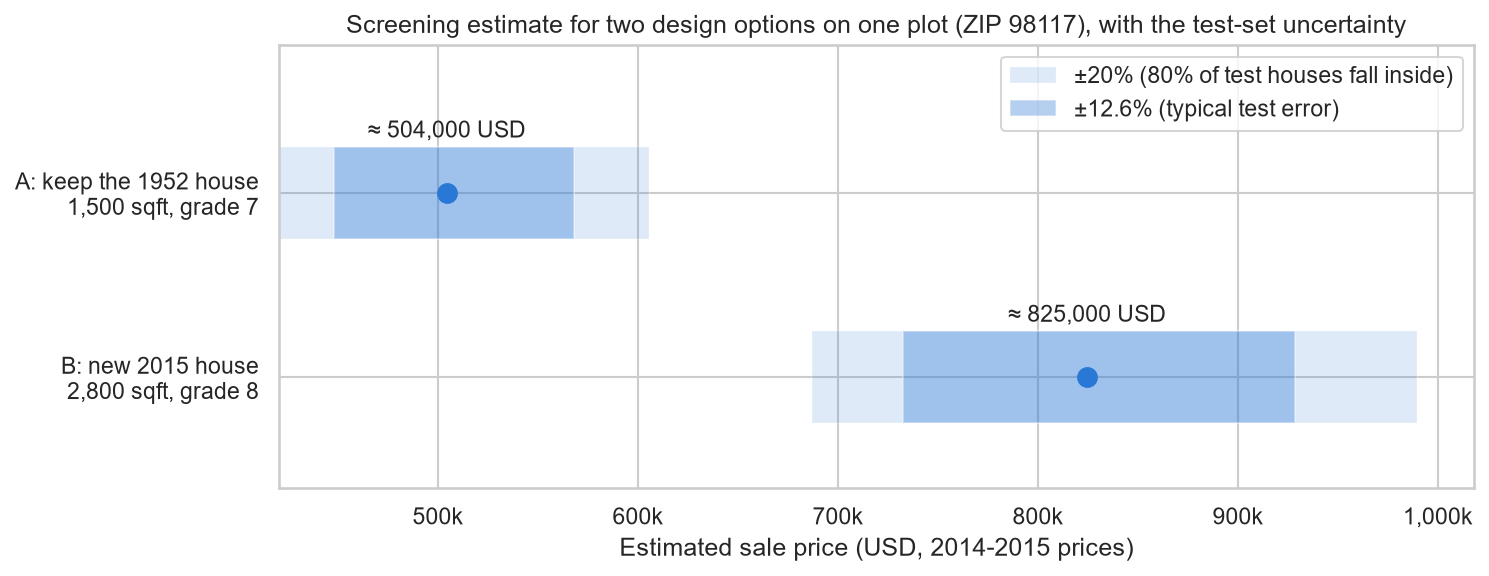 Screening estimate for two design options on one plot (ZIP 98117), with the test-set uncertainty
±20% (80% of test houses fall inside)
±12.6% (typical test error)
≈ 504,000 USD
A: keep the 1952 house
1,500 sqft, grade 7
≈ 825,000 USD
B: new 2015 house
2,800 sqft, grade 8
500k
600k
700k
800k
900k
1,000k
Estimated sale price (USD, 2014-2015 prices)